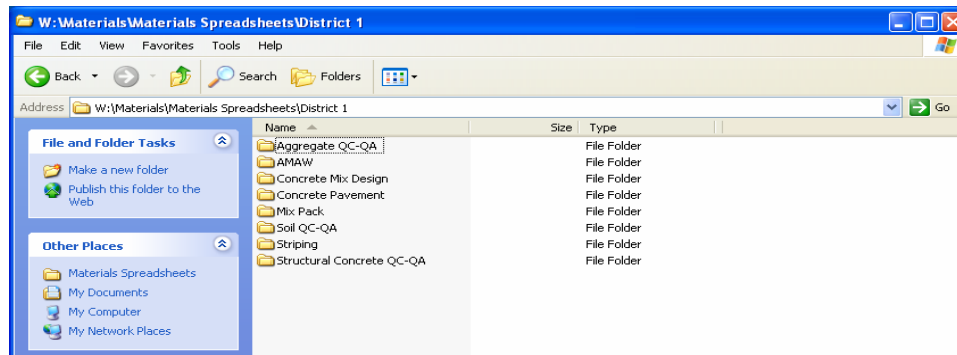 W:\Materials\Materials Spreadsheets\District 1
File Edit View Favorites Tools Help
Back Search Folders
Address W:\Materials\Materials Spreadsheets\District 1 Go
File and Folder Tasks
Make a new folder
Publish this folder to the
Web
Other Places
Materials Spreadsheets
My Documents
My Computer
My Network Places
Name Size Type
Aggregate QC-QA File Folder
AMAW File Folder
Concrete Mix Design File Folder
Concrete Pavement File Folder
Mix Pack File Folder
Soil QC-QA File Folder
Striping File Folder
Structural Concrete QC-QA File Folder